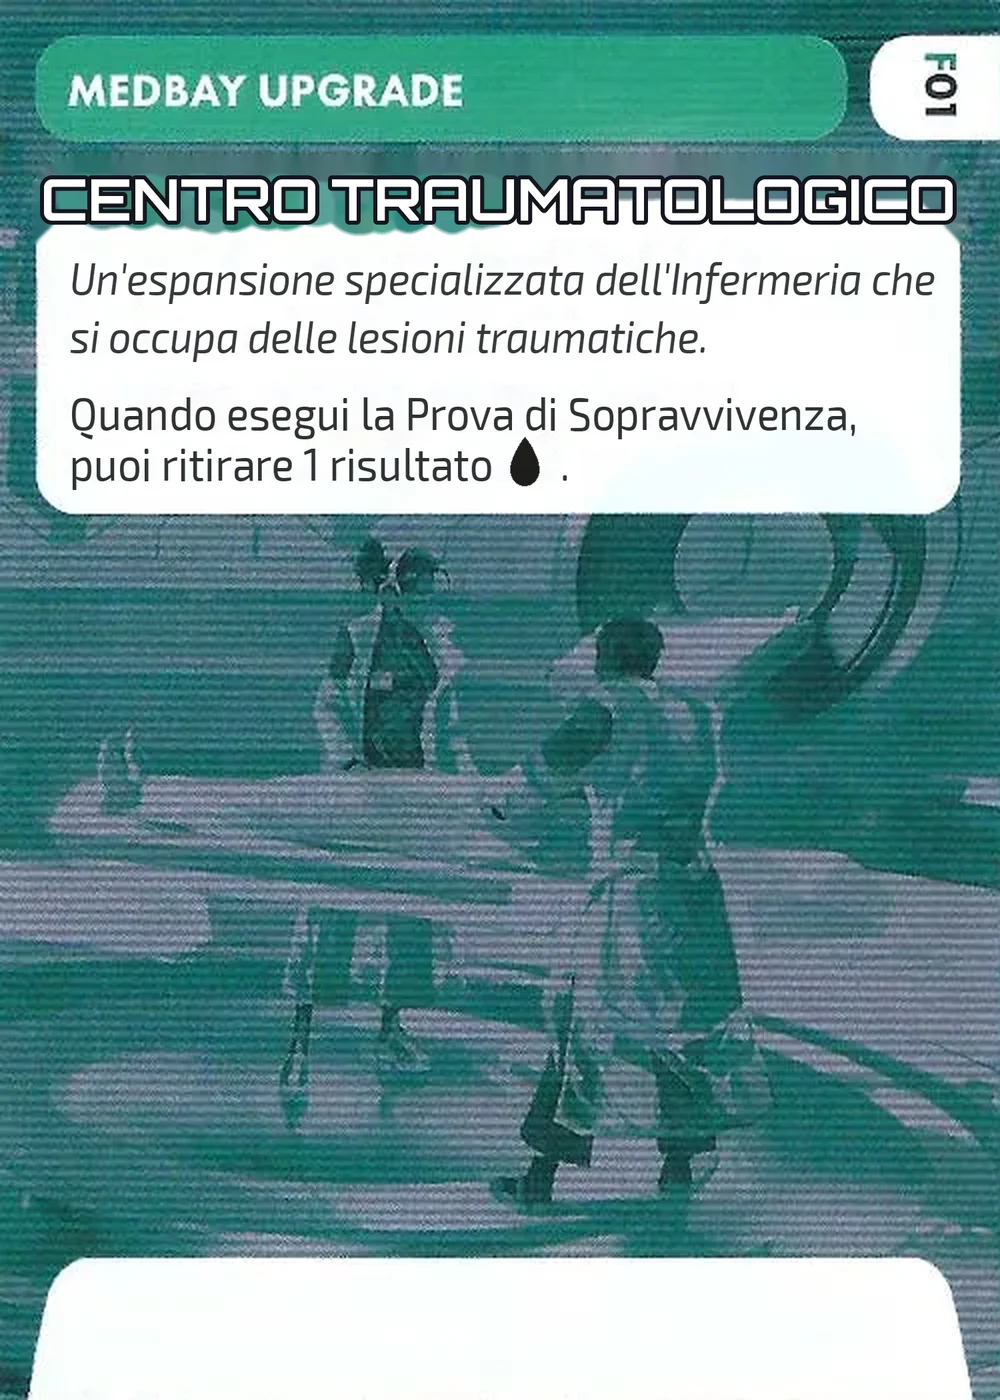 MEDBAY UPGRADE
F01
CENTRO TRAUMATOLOGICO
Un'espansione specializzata dell'Infermeria che
si occupa delle lesioni traumatiche.
Quando esegui la Prova di Sopravvivenza,
puoi ritirare 1 risultato .